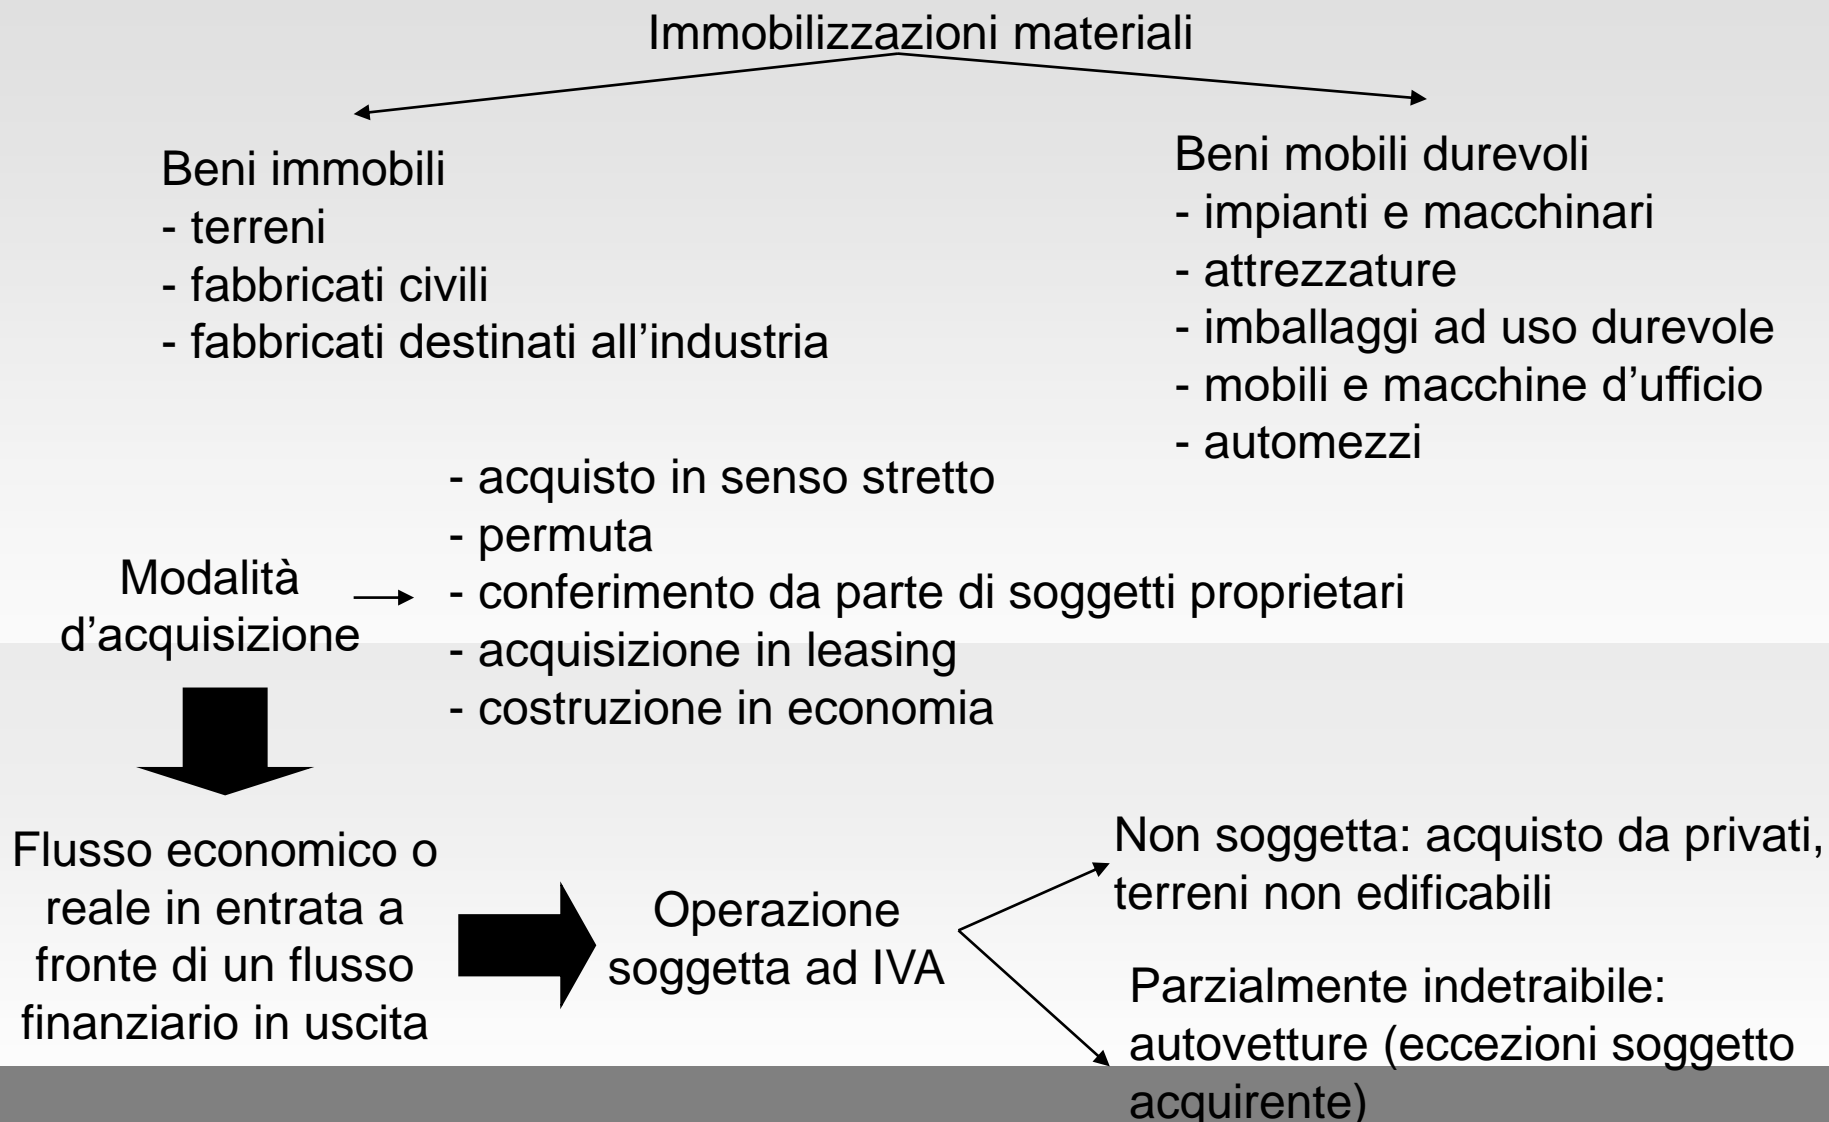 Immobilizzazioni materiali
Beni immobili
- terreni
- fabbricati civili
- fabbricati destinati all’industria
Beni mobili durevoli
- impianti e macchinari
- attrezzature
- imballaggi ad uso durevole
- mobili e macchine d’ufficio
- automezzi
Modalità
d’acquisizione
- acquisto in senso stretto
- permuta
- conferimento da parte di soggetti proprietari
- acquisizione in leasing
- costruzione in economia
Flusso economico o
reale in entrata a
fronte di un flusso
finanziario in uscita
Operazione
soggetta ad IVA
Non soggetta: acquisto da privati,
terreni non edificabili
Parzialmente indetraibile:
autovetture (eccezioni soggetto
acquirente)